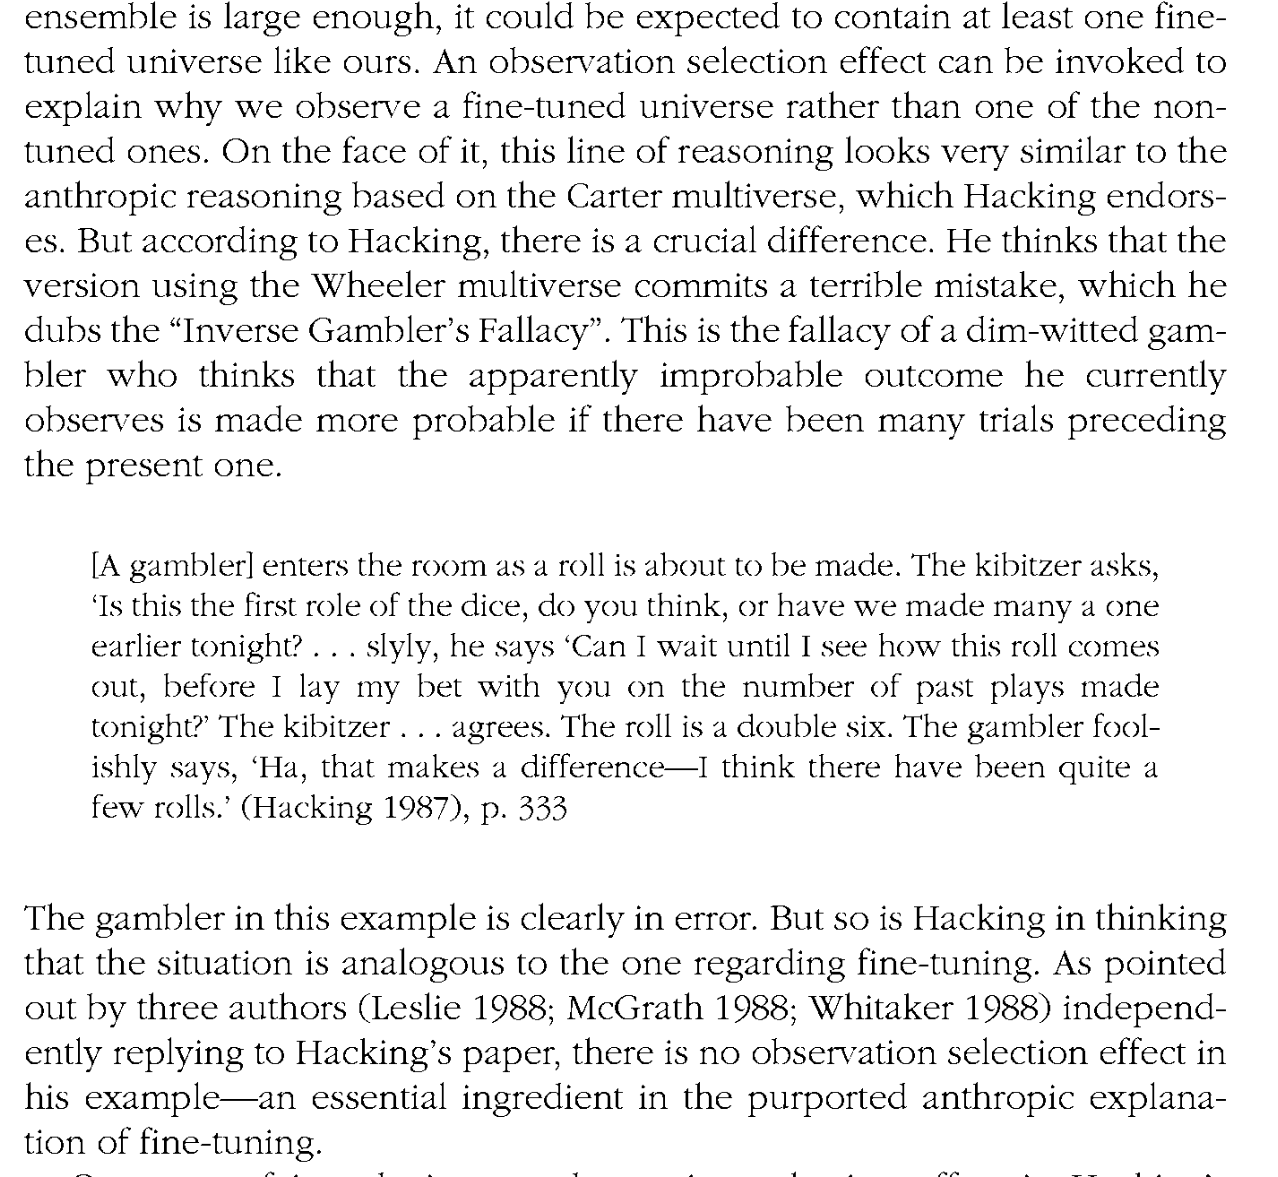 ensemble is large enough, it could be expected to contain at least one fine-
tuned universe like ours. An observation selection effect can be invoked to
explain why we observe a fine-tuned universe rather than one of the non-
tuned ones. On the face of it, this line of reasoning looks very similar to the
anthropic reasoning based on the Carter multiverse, which Hacking endors-
es. But according to Hacking, there is a crucial difference. He thinks that the
version using the Wheeler multiverse commits a terrible mistake, which he
dubs the “Inverse Gambler’s Fallacy”. This is the fallacy of a dim-witted gam-
bler who thinks that the apparently improbable outcome he currently
observes is made more probable if there have been many trials preceding
the present one.
[A gambler] enters the room as a roll is about to be made. The kibitzer asks,
‘Is this the first role of the dice, do you think, or have we made many a one
earlier tonight? . . . slyly, he says ‘Can I wait until I see how this roll comes
out, before I lay my bet with you on the number of past plays made
tonight?’ The kibitzer . . . agrees. The roll is a double six. The gambler fool-
ishly says, ‘Ha, that makes a difference—I think there have been quite a
few rolls.’ (Hacking 1987), p. 333
The gambler in this example is clearly in error. But so is Hacking in thinking
that the situation is analogous to the one regarding fine-tuning. As pointed
out by three authors (Leslie 1988; McGrath 1988; Whitaker 1988) independ-
ently replying to Hacking’s paper, there is no observation selection effect in
his example—an essential ingredient in the purported anthropic explana-
tion of fine-tuning.